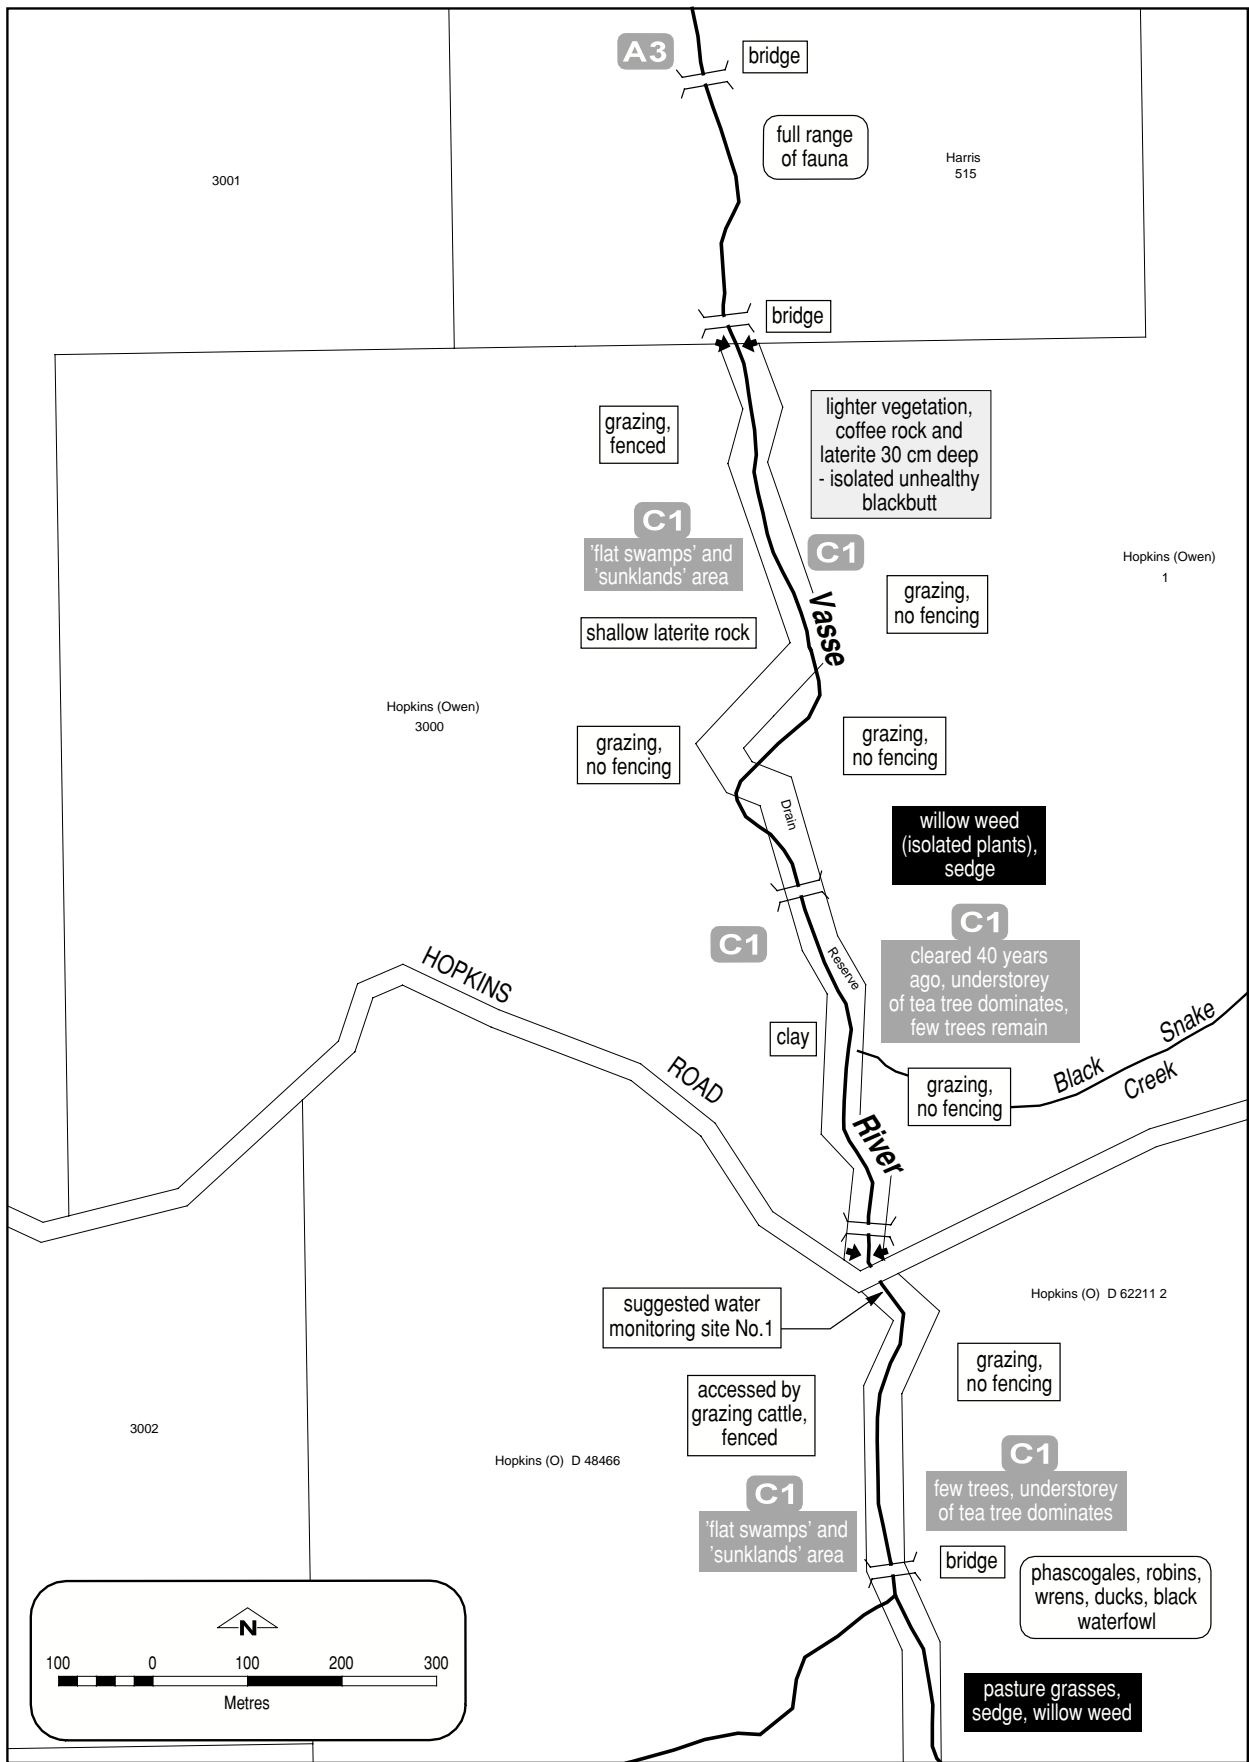 A3
bridge
full range
of fauna
Harris
515
3001
bridge
grazing,
fenced
lighter vegetation,
coffee rock and
laterite 30 cm deep
- isolated unhealthy
blackbutt
C1
'flat swamps' and
'sunklands' area
C1
Hopkins (Owen)
1
grazing,
no fencing
Vasse
shallow laterite rock
Hopkins (Owen)
3000
grazing,
no fencing
grazing,
no fencing
Drain
willow weed
(isolated plants),
sedge
C1
C1
cleared 40 years
ago, understorey
of tea tree dominates,
few trees remain
Reserve
HOPKINS
ROAD
clay
Black Snake
Creek
grazing,
no fencing
River
suggested water
monitoring site No.1
Hopkins (O) D 62211 2
grazing,
no fencing
accessed by
grazing cattle,
fenced
3002
Hopkins (O) D 48466
C1
few trees, understorey
of tea tree dominates
C1
'flat swamps' and
'sunklands' area
bridge
phascogales, robins,
wrens, ducks, black
waterfowl
N
100 0 100 200 300
Metres
pasture grasses,
sedge, willow weed